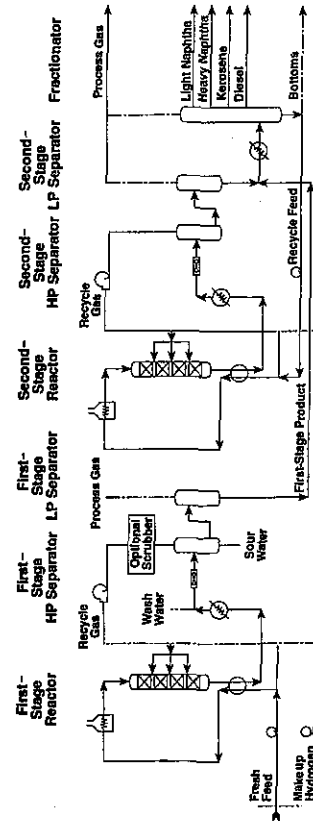 First-
Stage
Reactor
First-
Stage
HP Separator
First-
Stage
LP Separator
Second-
Stage
Reactor
Second-
Stage
HP Separator
Second-
Stage
LP Separator
Fractionator
Recycle
Gas
Optional
Scrubber
Process Gas
Recycle
Gas
Process Gas
Wash
Water
Sour
Water
Light Naphtha
Heavy Naphtha
Kerosene
Diesel
Fresh
Feed
Makeup
Hydrogen
First-Stage Product
Recycle Feed
Bottoms